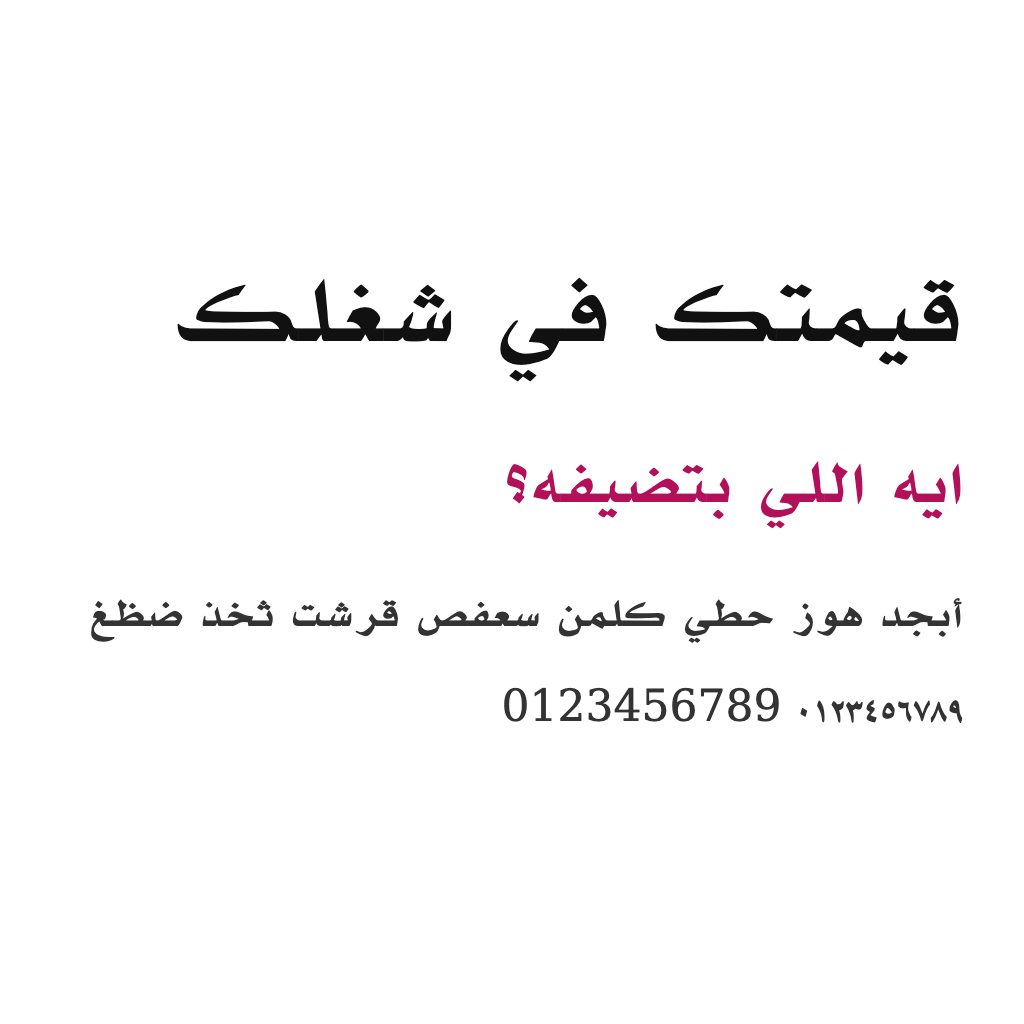 قيمتك في شغلك
ايه اللي بتضيفه؟
أبجد هوز حطي كلمن سعفص قرشت ثخذ ضظغ
٠١٢٣٤٥٦٧٨٩ 0123456789